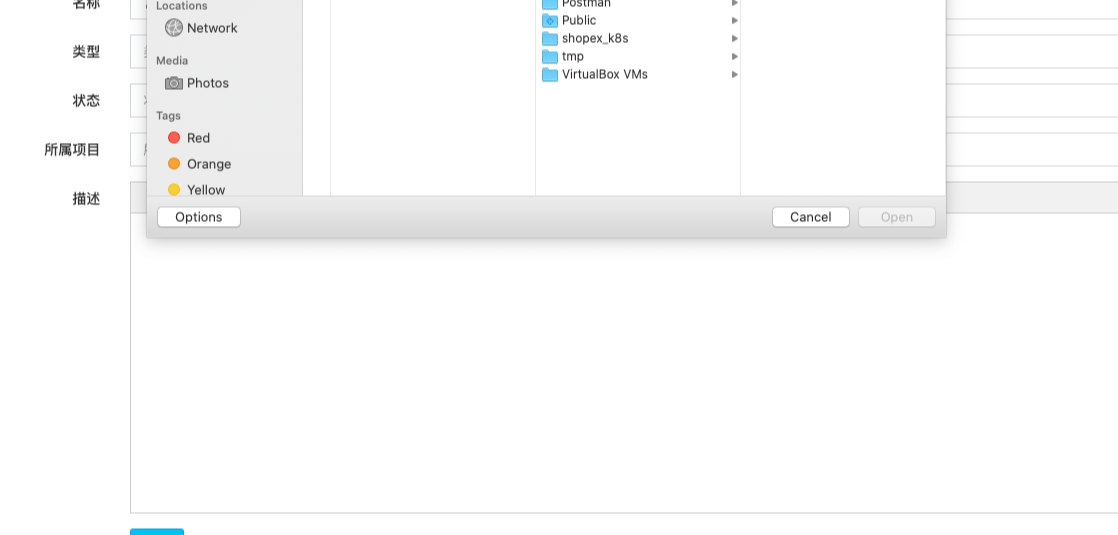 名称
类型
状态
所属项目
描述
Locations
Network
Media
Photos
Tags
Red
Orange
Yellow
Postman
Public
shopex_k8s
tmp
VirtualBox VMs
Options
Cancel
Open